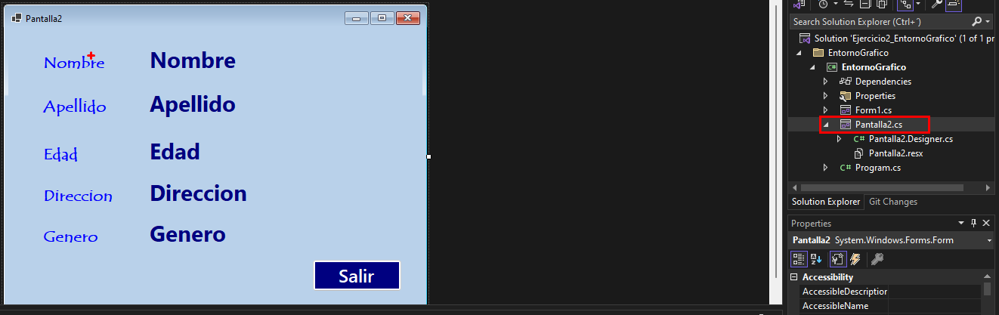 Pantalla2
Nombre Nombre
Apellido Apellido
Edad Edad
Direccion Direccion
Genero Genero
Salir
Search Solution Explorer (Ctrl+´)
Solution 'Ejercicio2_EntornoGrafico' (1 of 1 pr
EntornoGrafico
EntornoGrafico
Dependencies
Properties
Form1.cs
Pantalla2.cs
C# Pantalla2.Designer.cs
Pantalla2.resx
C# Program.cs
Solution Explorer Git Changes
Properties
Pantalla2 System.Windows.Forms.Form
Accessibility
AccessibleDescription
AccessibleName